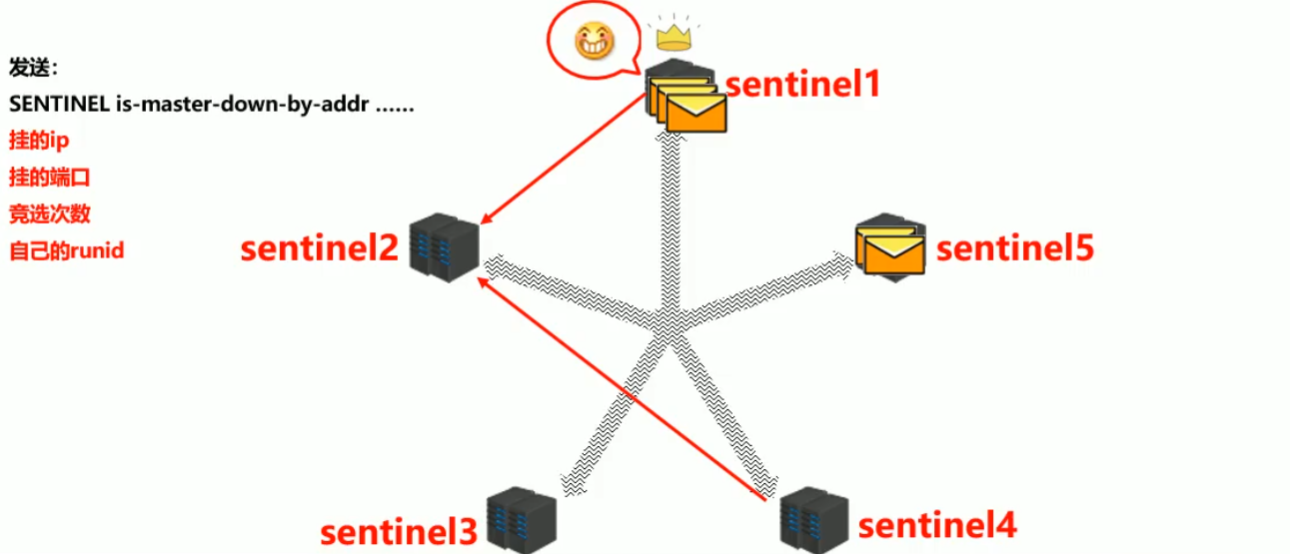 发送：
SENTINEL is-master-down-by-addr ……
挂的ip
挂的端口
竞选次数
自己的runid
sentinel1
sentinel2
sentinel5
sentinel3
sentinel4